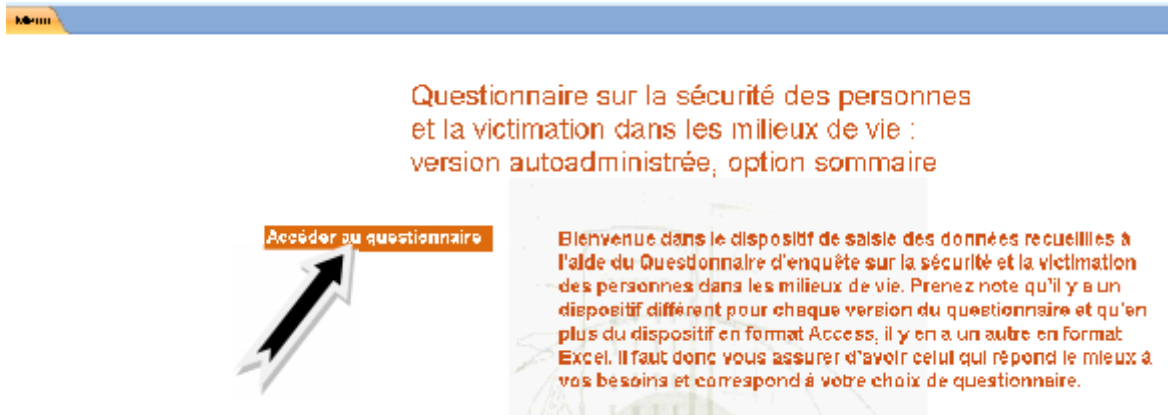 Menu
Questionnaire sur la sécurité des personnes
et la victimation dans les milieux de vie :
version autoadministrée, option sommaire
Accéder au questionnaire
Bienvenue dans le dispositif de saisie des données recueillies à
l'aide du Questionnaire d'enquête sur la sécurité et la victimation
des personnes dans les milieux de vie. Prenez note qu'il y a un
dispositif différent pour chaque version du questionnaire et qu'en
plus du dispositif en format Access, il y en a un autre en format
Excel. Il faut donc vous assurer d'avoir celui qui répond le mieux à
vos besoins et correspond à votre choix de questionnaire.